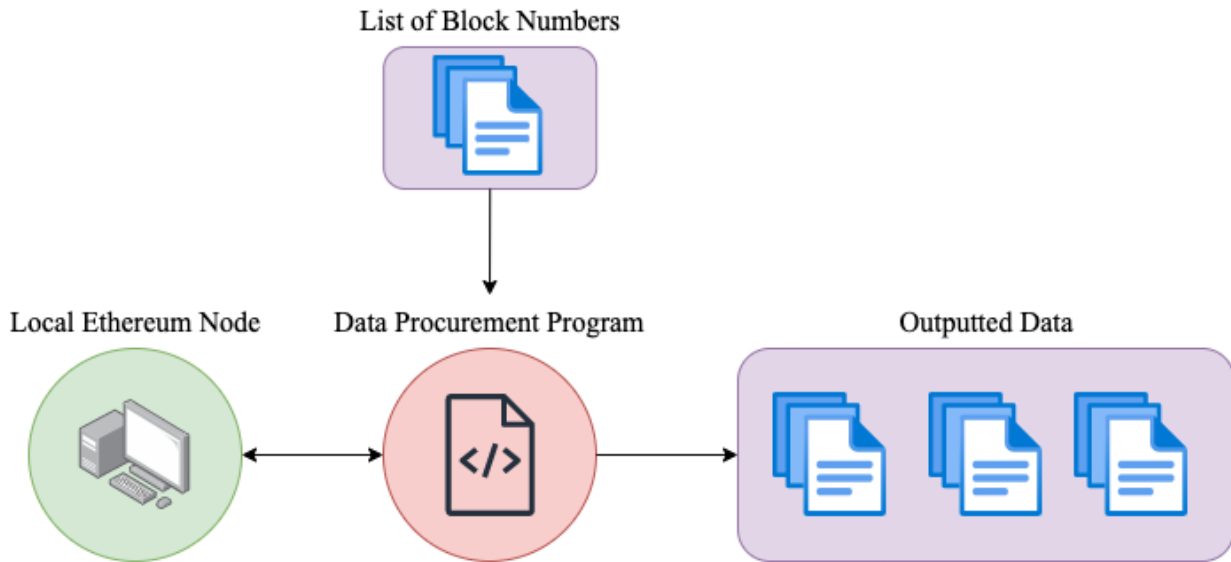 List of Block Numbers
Local Ethereum Node
Data Procurement Program
Outputted Data
</>